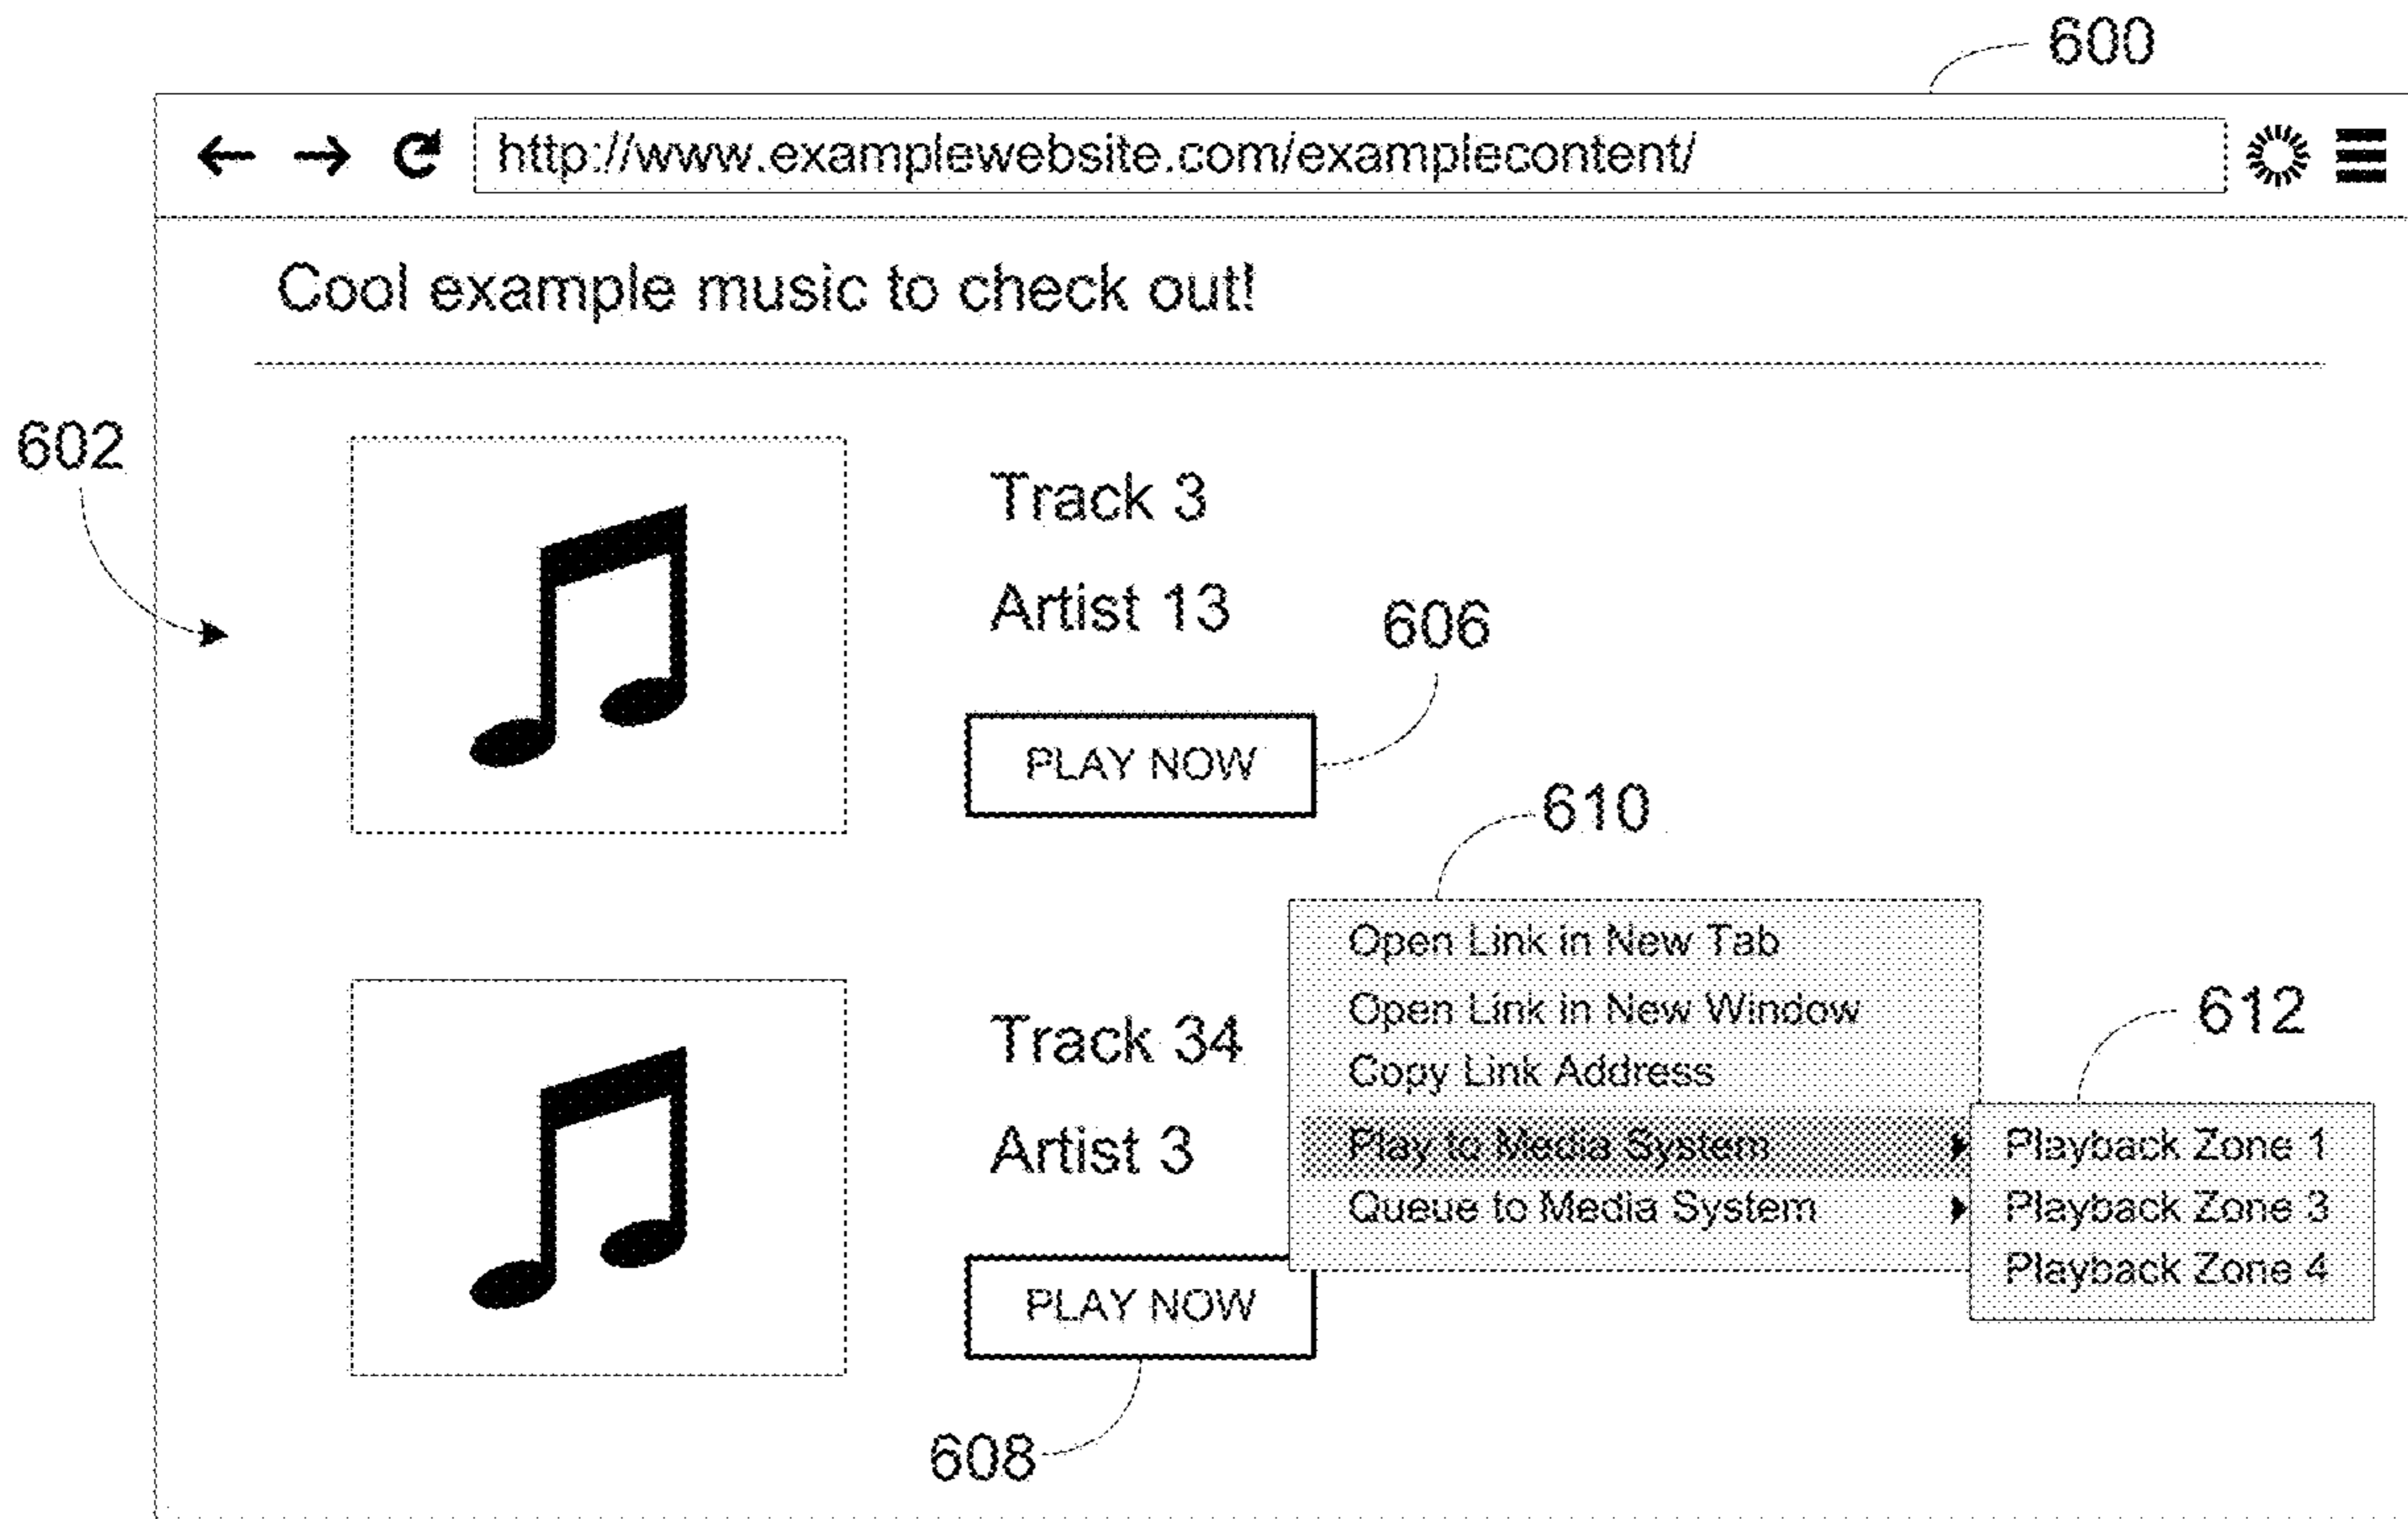 600
http://www.examplewebsite.com/examplecontent/
Cool example music to check out!
602
Track 3
Artist 13
606
PLAY NOW
610
Open Link in New Tab
Open Link in New Window
Copy Link Address
Play to Media System
Queue to Media System
612
Playback Zone 1
Playback Zone 3
Playback Zone 4
Track 34
Artist 3
PLAY NOW
608